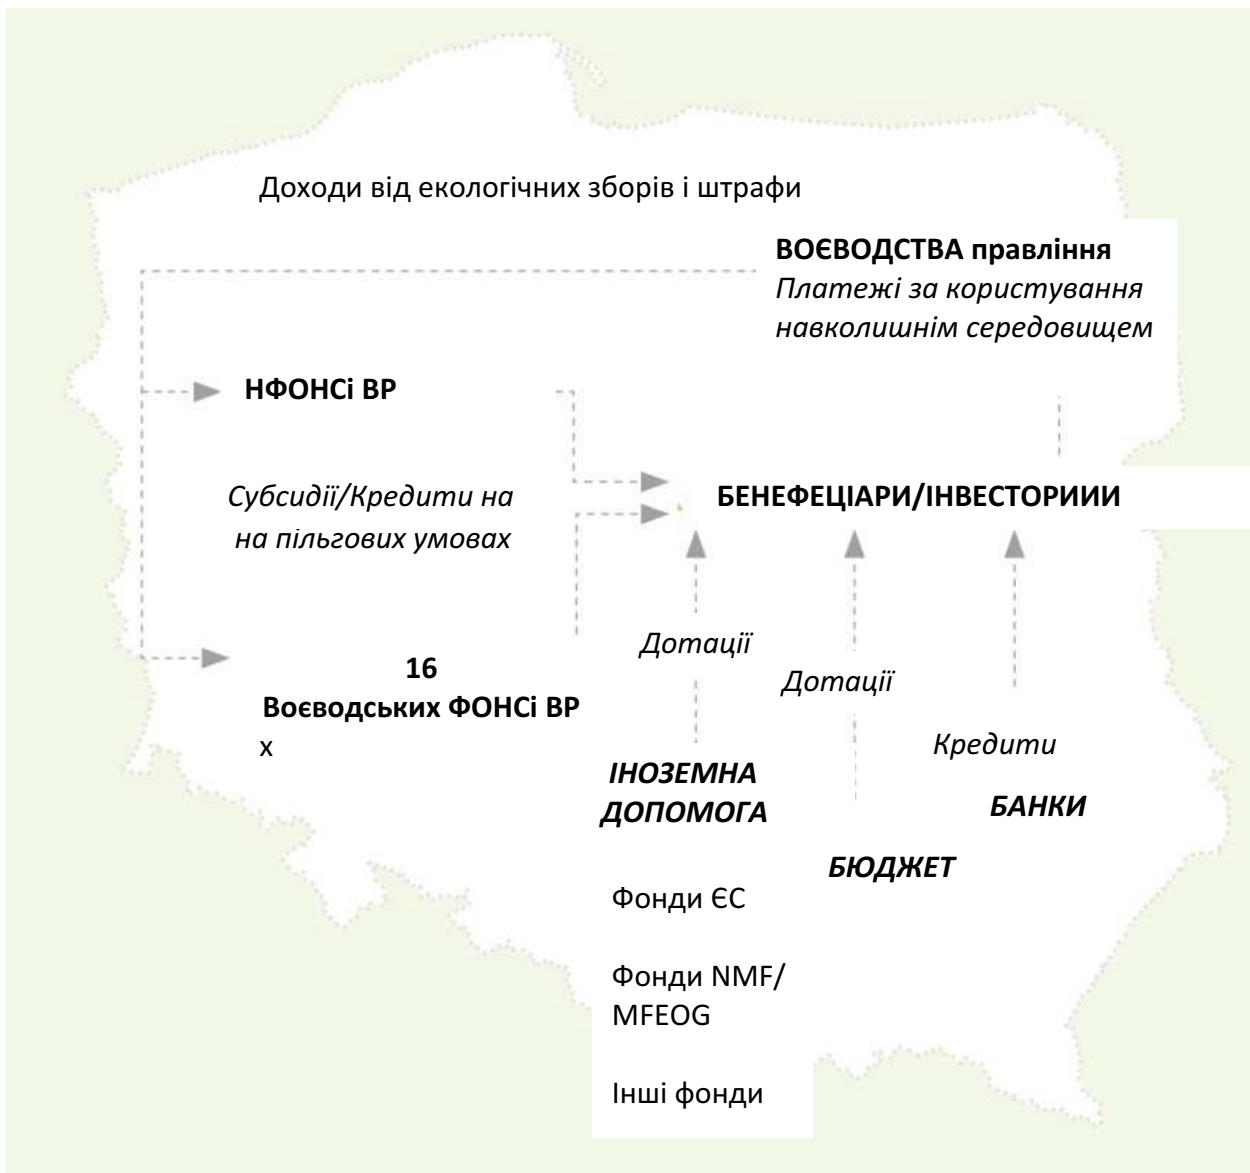 Доходи від екологічних зборів і штрафи
ВОЄВОДСТВА правління
Платежі за користування
навколишнім середовищем
НФОНСі ВР
Субсидії/Кредити на
на пільгових умовах
БЕНЕФЕЦІАРИ/ІНВЕСТОРИИИ
16
Воєводських ФОНСі ВР
х
Дотації
Дотації
Кредити
ІНОЗЕМНА
ДОПОМОГА
БАНКИ
БЮДЖЕТ
Фонди ЄС
Фонди NMF/
MFEOG
Інші фонди